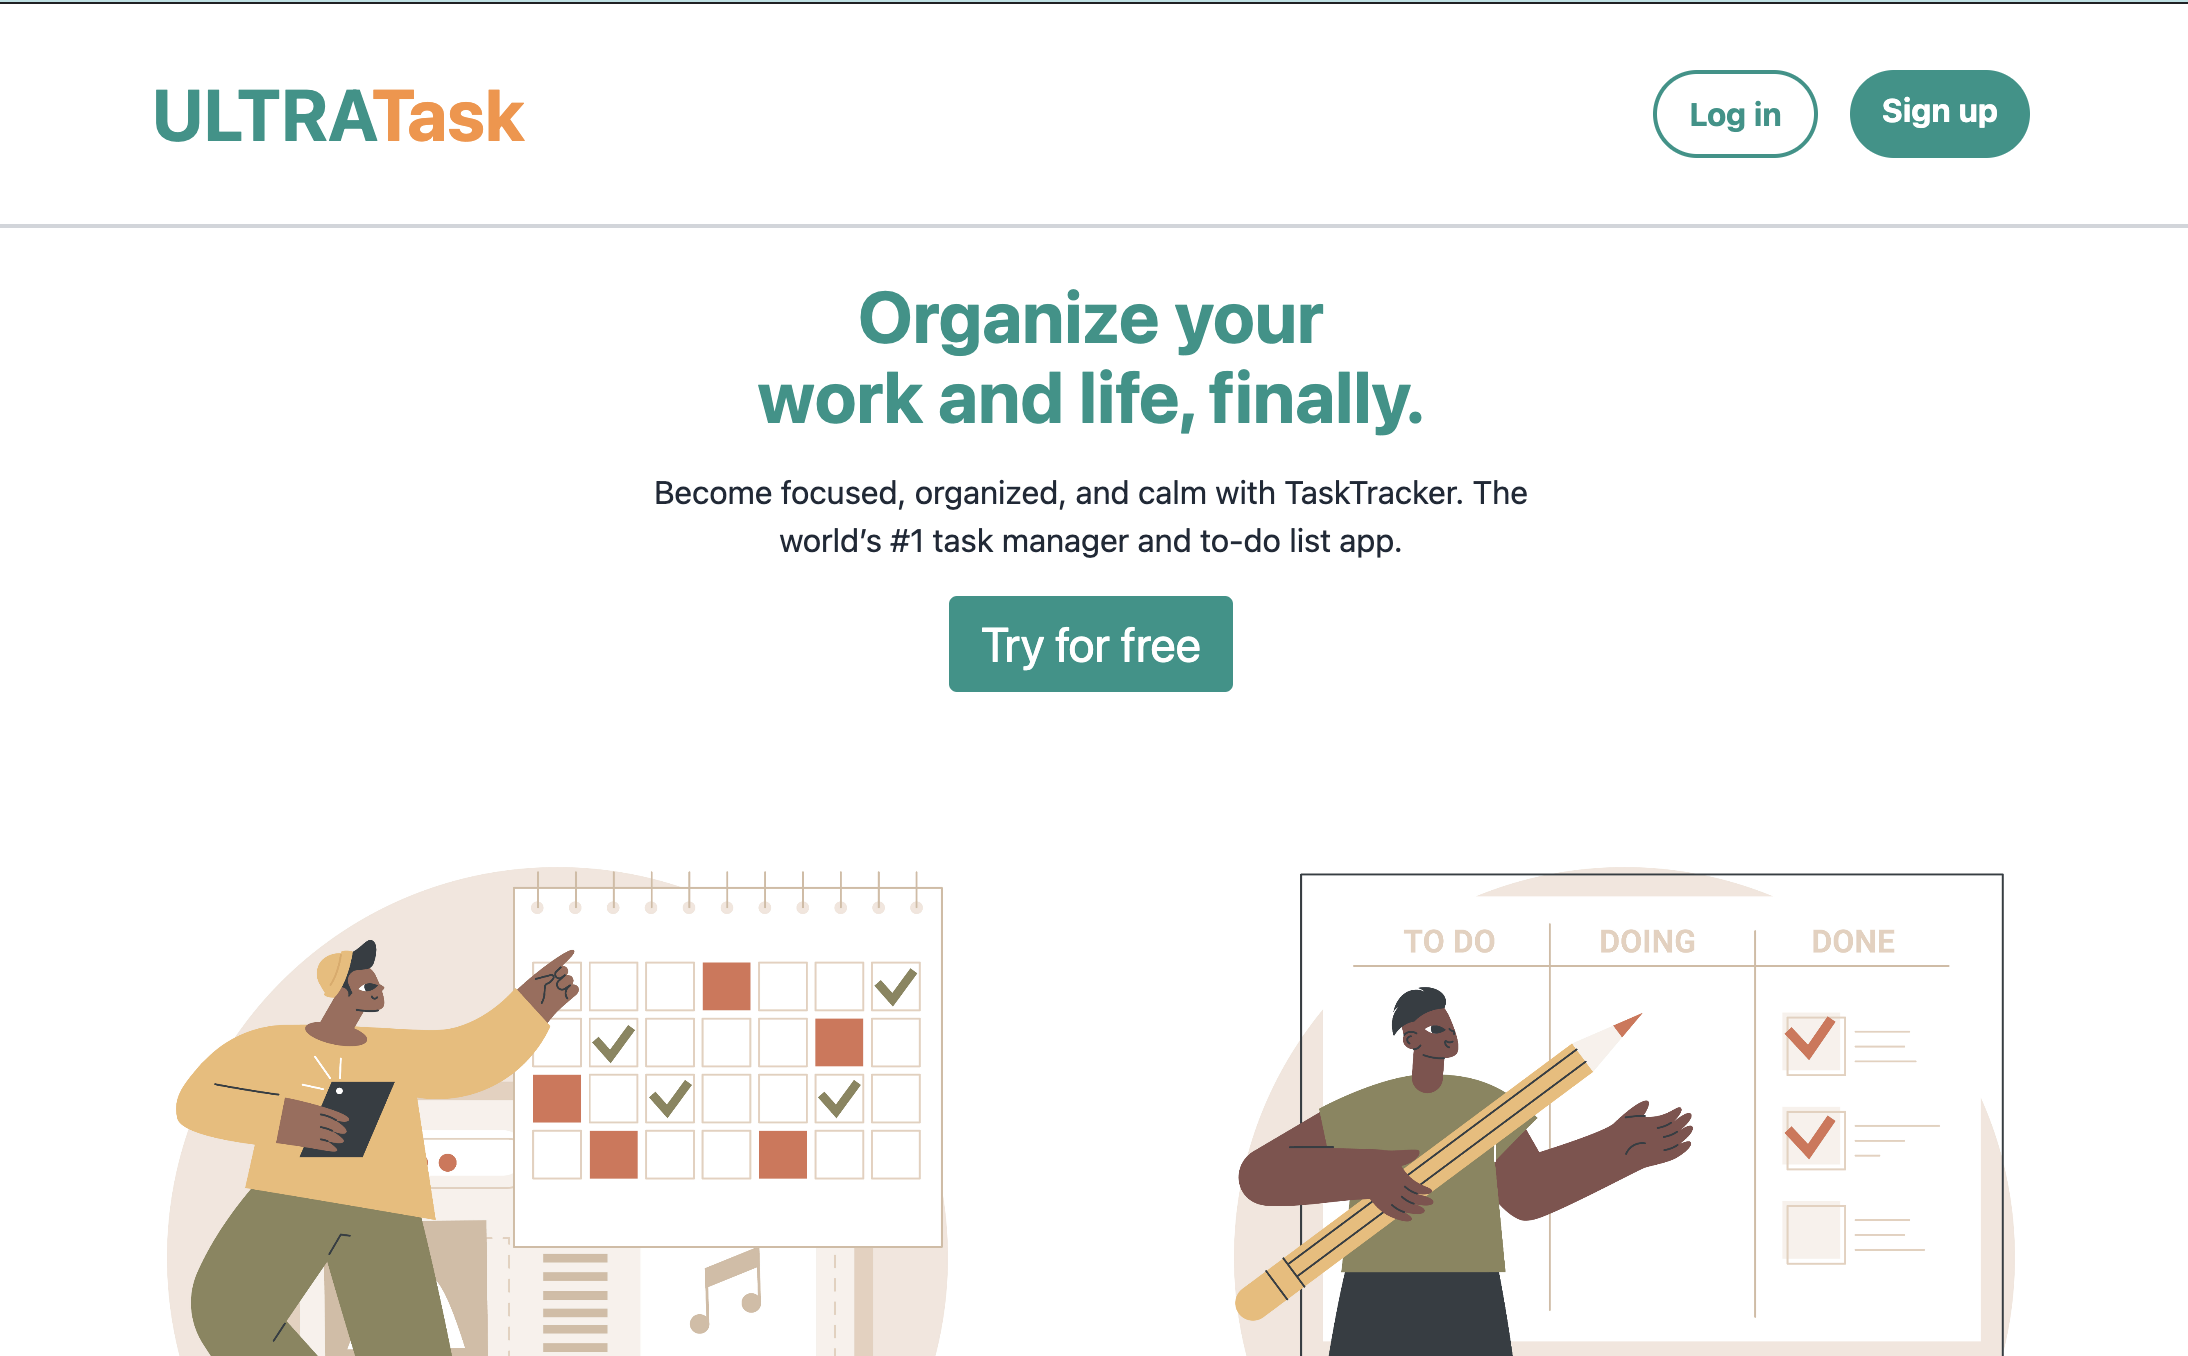 ULTRATask
Log in
Sign up
Organize your
work and life, finally.
Become focused, organized, and calm with TaskTracker. The
world’s #1 task manager and to-do list app.
Try for free
TO DO
DOING
DONE